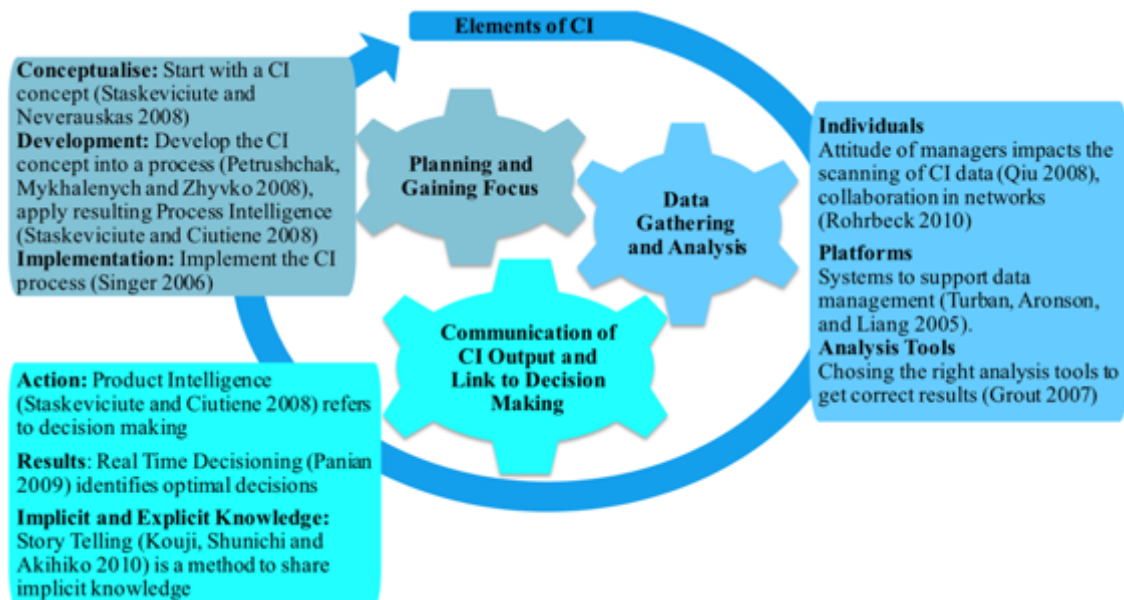 Elements of CI
Conceptualise: Start with a CI
concept (Staskeviciute and
Neverauskas 2008)
Development: Develop the CI
concept into a process (Petrushchak,
Mykhalenych and Zhyvko 2008),
apply resulting Process Intelligence
(Staskeviciute and Ciutiene 2008)
Implementation: Implement the CI
process (Singer 2006)
Planning and
Gaining Focus
Data
Gathering
and Analysis
Individuals
Attitude of managers impacts the
scanning of CI data (Qiu 2008),
collaboration in networks
(Rohrbeck 2010)
Platforms
Systems to support data
management (Turban, Aronson,
and Liang 2005).
Analysis Tools
Chosing the right analysis tools to
get correct results (Grout 2007)
Communication of
CI Output and
Link to Decision
Making
Action: Product Intelligence
(Staskeviciute and Ciutiene 2008) refers
to decision making
Results: Real Time Decisioning (Panian
2009) identifies optimal decisions
Implicit and Explicit Knowledge:
Story Telling (Kouji, Shunichi and
Akihiko 2010) is a method to share
implicit knowledge